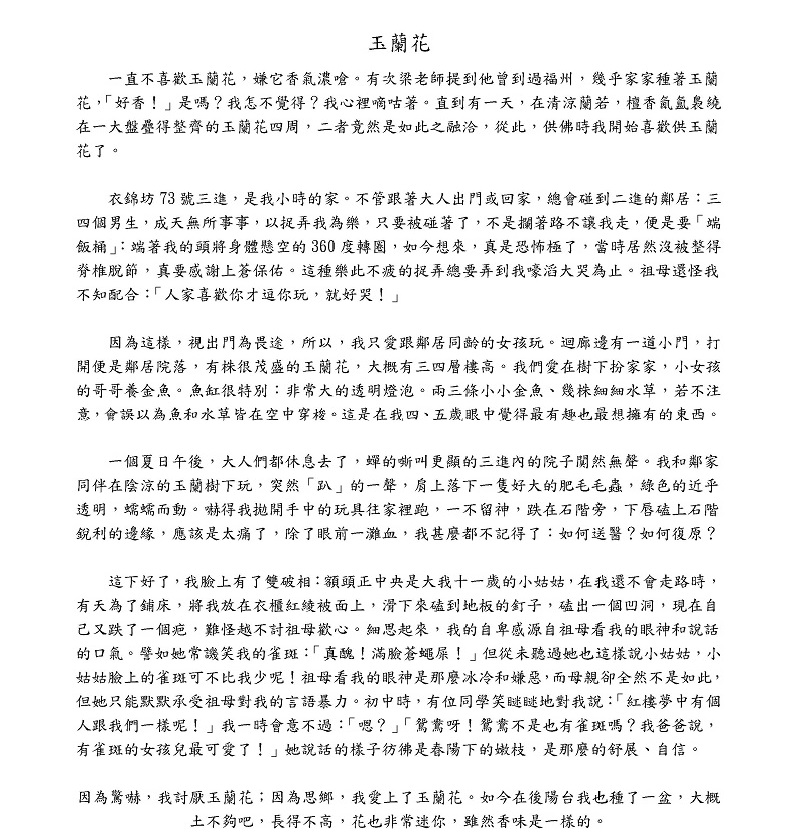 玉蘭花
一直不喜歡玉蘭花，嫌它香氣濃嗆。有次梁老師提到他曾到過福州，幾乎家家種著玉蘭
花，「好香！」是嗎？我怎不覺得？我心裡嘀咕著。直到有一天，在清涼蘭若，檀香氤氳裊繞
在一大盤疊得整齊的玉蘭花四周，二者竟然是如此之融洽，從此，供佛時我開始喜歡供玉蘭
花了。
衣錦坊 73 號三進，是我小時的家。不管跟著大人出門或回家，總會碰到二進的鄰居：三
四個男生，成天無所事事，以捉弄我為樂，只要被碰著了，不是攔著路不讓我走，便是要「端
飯桶」：端著我的頭將身體懸空的 360 度轉圈，如今想來，真是恐怖極了，當時居然沒被整得
脊椎脫節，真要感謝上蒼保佑。這種樂此不疲的捉弄總要弄到我嚎滔大哭為止。祖母還怪我
不知配合：「人家喜歡你才逗你玩，就好哭！」
因為這樣，視出門為畏途，所以，我只愛跟鄰居同齡的女孩玩。迴廊邊有一道小門，打
開便是鄰居院落，有株很茂盛的玉蘭花，大概有三四層樓高。我們愛在樹下扮家家，小女孩
的哥哥養金魚。魚缸很特別：非常大的透明燈泡。兩三條小小金魚、幾株細細水草，若不注
意，會誤以為魚和水草皆在空中穿梭。這是在我四、五歲眼中覺得最有趣也最想擁有的東西。
一個夏日午後，大人們都休息去了，蟬的嘶叫更顯的三進內的院子闃然無聲。我和鄰家
同伴在陰涼的玉蘭樹下玩，突然「趴」的一聲，肩上落下一隻好大的肥毛毛蟲，綠色的近乎
透明，蠕蠕而動。嚇得我拋開手中的玩具往家裡跑，一不留神，跌在石階旁，下唇磕上石階
銳利的邊緣，應該是太痛了，除了眼前一灘血，我甚麼都不記得了：如何送醫？如何復原？
這下好了，我臉上有了雙破相：額頭正中央是大我十一歲的小姑姑，在我還不會走路時，
有天為了鋪床，將我放在衣櫃紅綾被面上，滑下來磕到地板的釘子，磕出一個凹洞，現在自
己又跌了一個疤，難怪越不討祖母歡心。細思起來，我的自卑感源自祖母看我的眼神和說話
的口氣。譬如她常譏笑我的雀斑：「真醜！滿臉蒼蠅屎！」但從未聽過她也這樣說小姑姑，小
姑姑臉上的雀斑可不比我少呢！祖母看我的眼神是那麼冰冷和嫌惡，而母親卻全然不是如此，
但她只能默默承受祖母對我的言語暴力。初中時，有位同學笑瞇瞇地對我說：「紅樓夢中有個
人跟我們一樣呢！」我一時會意不過：「嗯？」「鴛鴦呀！鴛鴦不是也有雀斑嗎？我爸爸說，
有雀斑的女孩兒最可愛了！」她說話的樣子彷彿是春陽下的嫩枝，是那麼的舒展、自信。
因為驚嚇，我討厭玉蘭花；因為思鄉，我愛上了玉蘭花。如今在後陽台我也種了一盆，大概
土不夠吧，長得不高，花也非常迷你，雖然香味是一樣的。